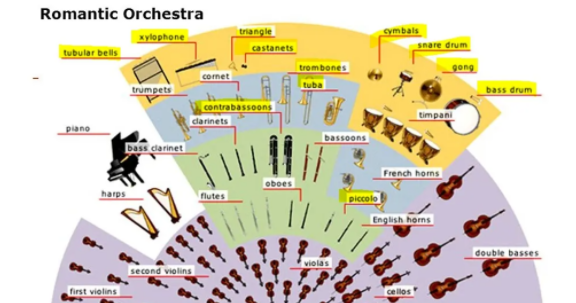 Romantic Orchestra
triangle
cymbals
xylophone
snare drum
castanets
tubular bells
gong
trombones
cornet
tuba
bass drum
trumpets
contrabassoons
timpani
clarinets
piano
bassoons
bass clarinet
French horns
oboes
harps
flutes
piccolo
English horns
double basses
violas
second violins
first violins
cellos